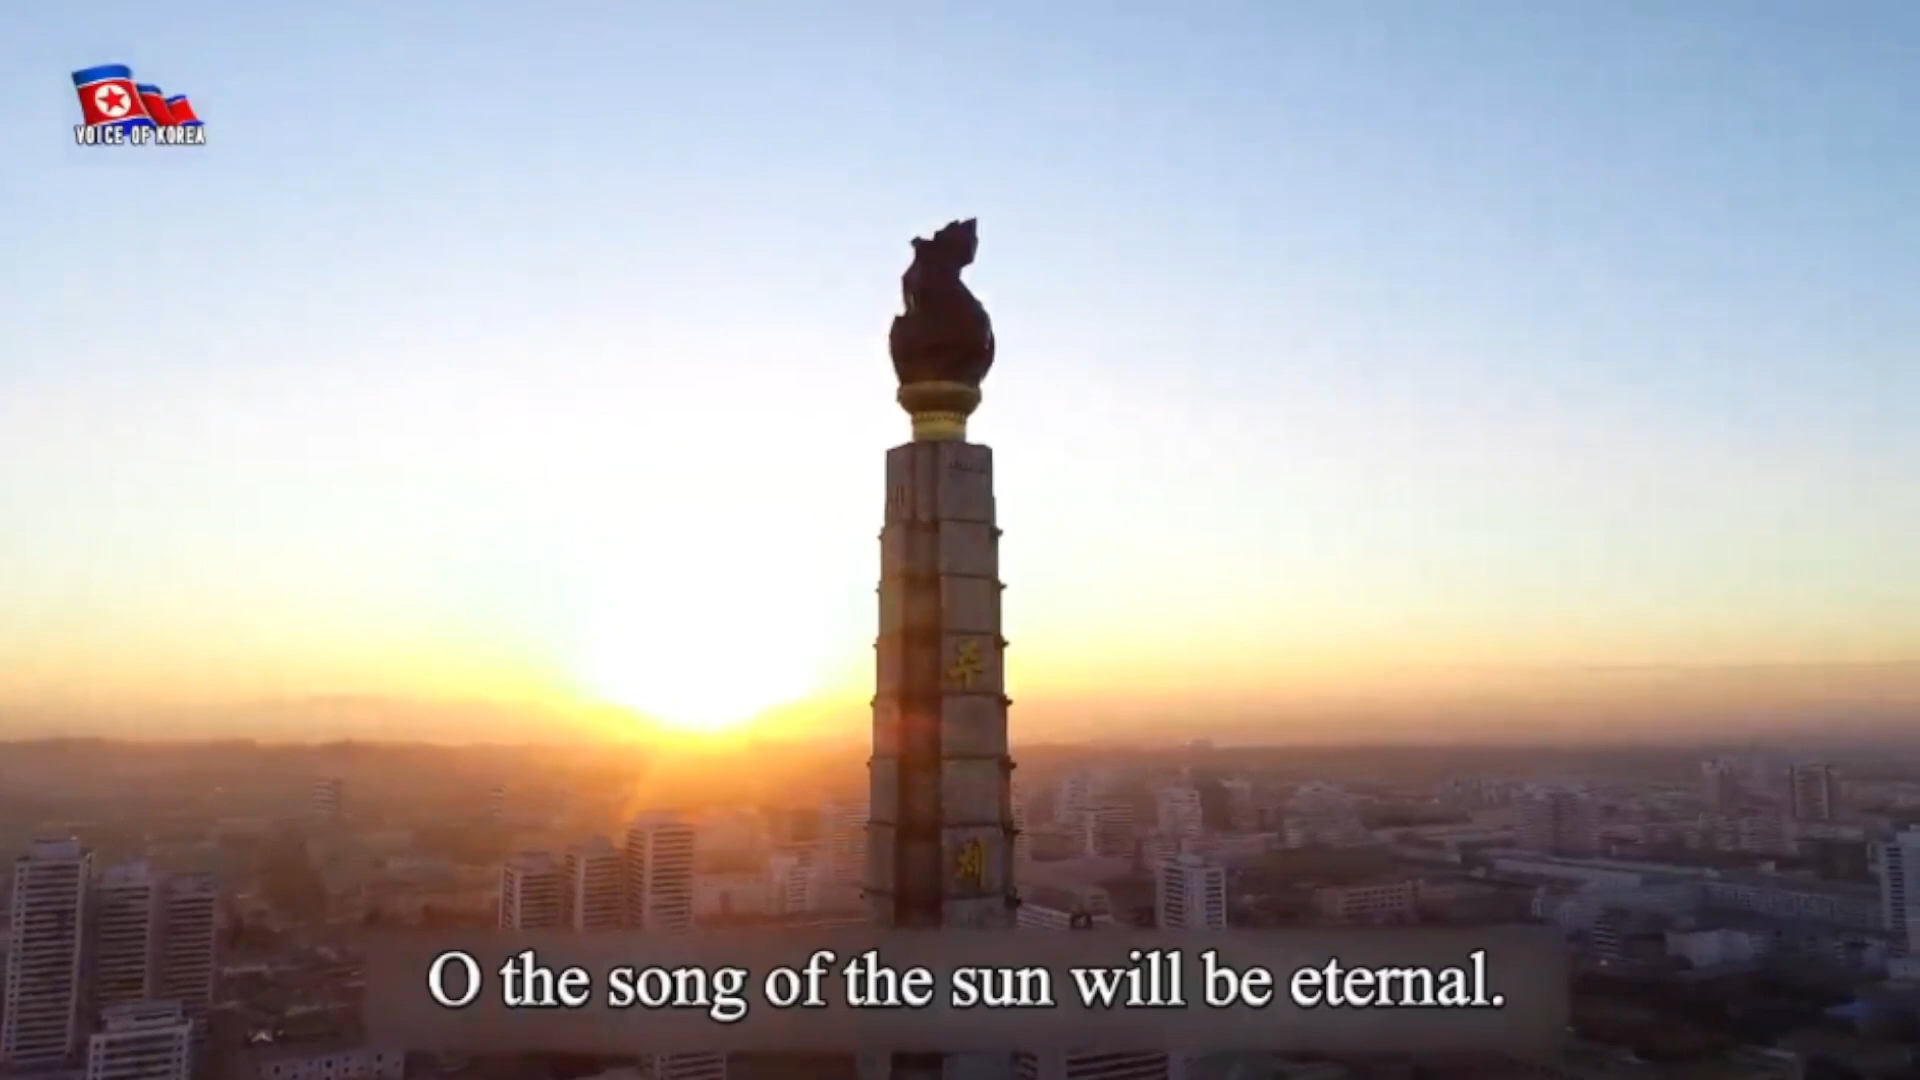 VOICE OF KOREA
주
체
O the song of the sun will be eternal.